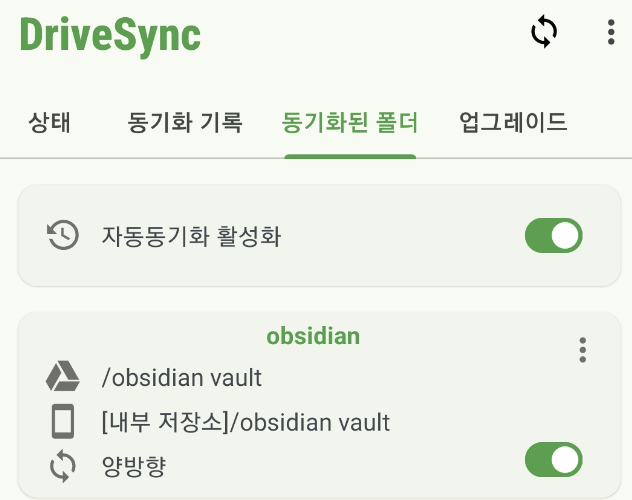 DriveSync
상태 동기화 기록 동기화된 폴더 업그레이드
자동동기화 활성화
obsidian
/obsidian vault
[내부 저장소]/obsidian vault
양방향